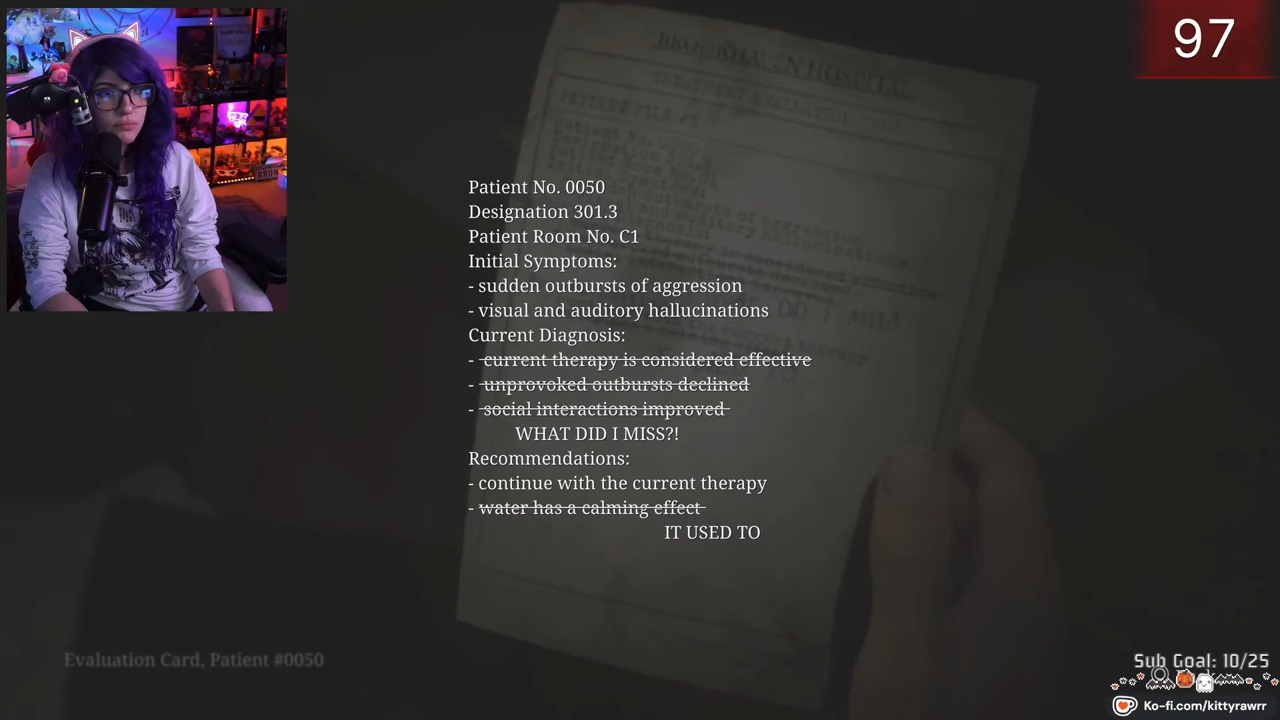 97
BROOKHAVEN HOSPITAL
Patient No. 0050
Designation 301.3
Patient Room No. C1
Initial Symptoms:
- sudden outbursts of aggression
- visual and auditory hallucinations
Current Diagnosis:
- current therapy is considered effective
- unprovoked outbursts declined
- social interactions improved
WHAT DID I MISS?!
Recommendations:
- continue with the current therapy
- water has a calming effect
IT USED TO
Evaluation Card, Patient #0050
Sub Goal: 10/25
Ko-fi.com/kittyrawrr